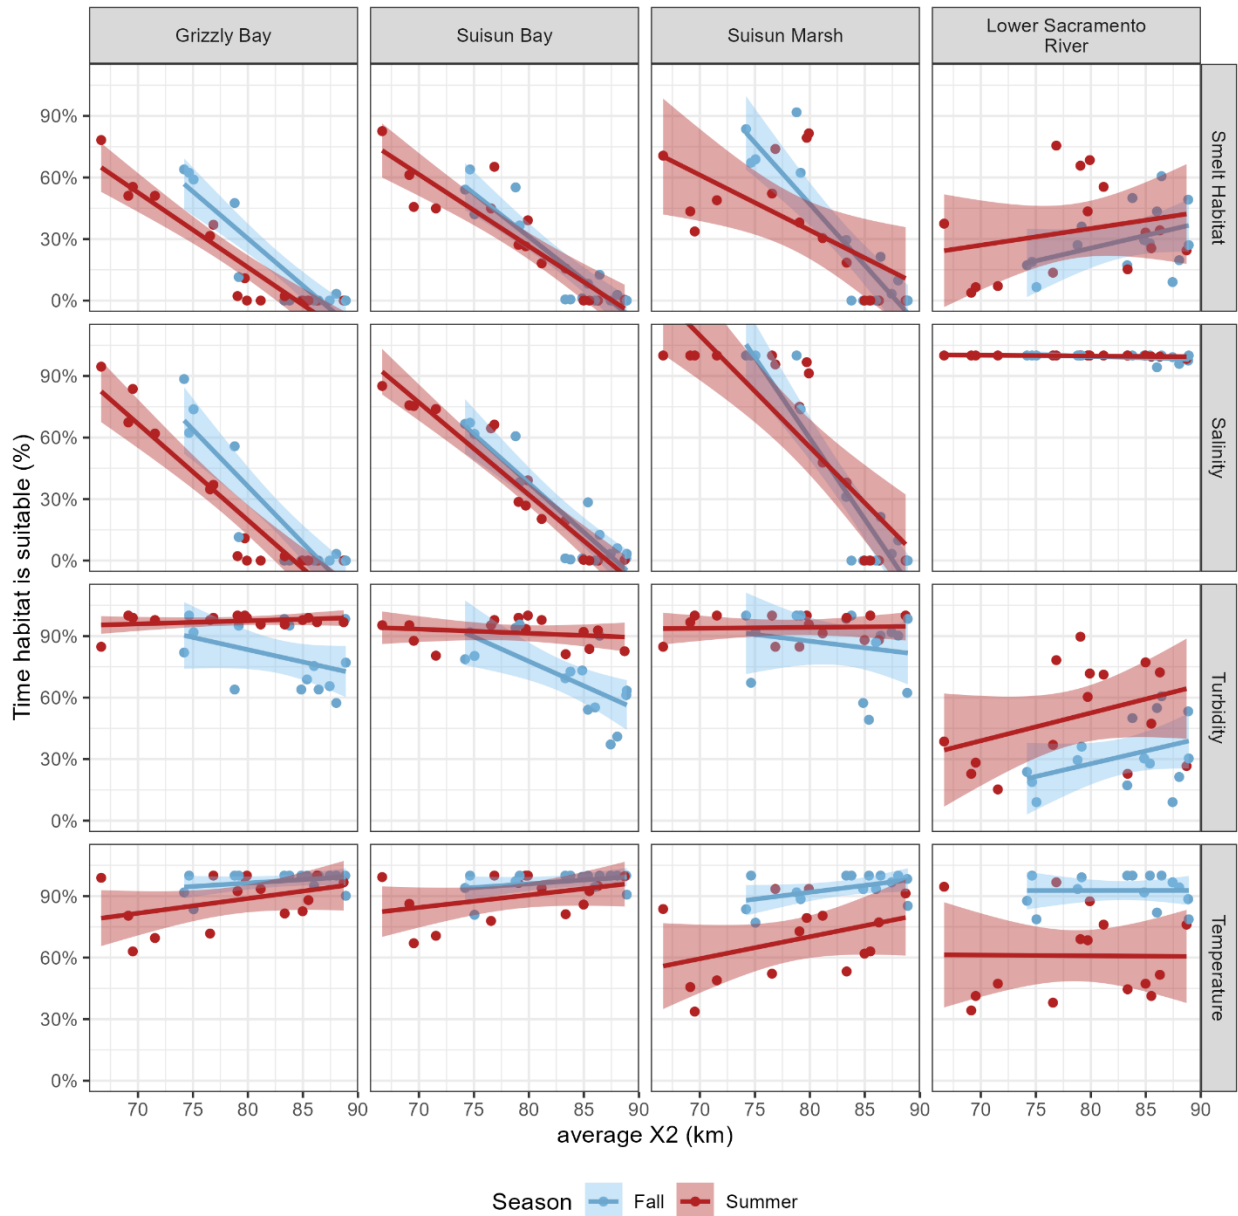 Grizzly Bay
Suisun Bay
Suisun Marsh
Lower Sacramento
River
90%
60%
30%
0%
Smelt Habitat
90%
60%
30%
0%
Salinity
90%
60%
30%
0%
Turbidity
90%
60%
30%
0%
Temperature
Time habitat is suitable (%)
70 75 80 85 90 70 75 80 85 90 70 75 80 85 90 70 75 80 85 90
average X2 (km)
Season Fall Summer